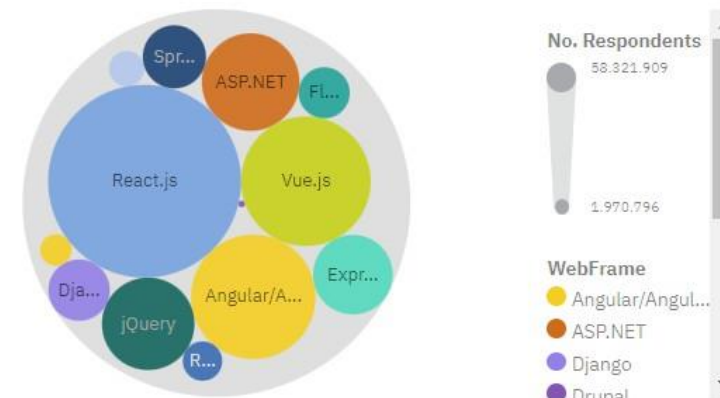 Spr...
ASP.NET
Fl...
React.js
Vue.js
Expr...
Dja...
Angular/A...
jQuery
R...
No. Respondents
58.321.909
1.970.796
WebFrame
Angular/Angul...
ASP.NET
Django
Drupal